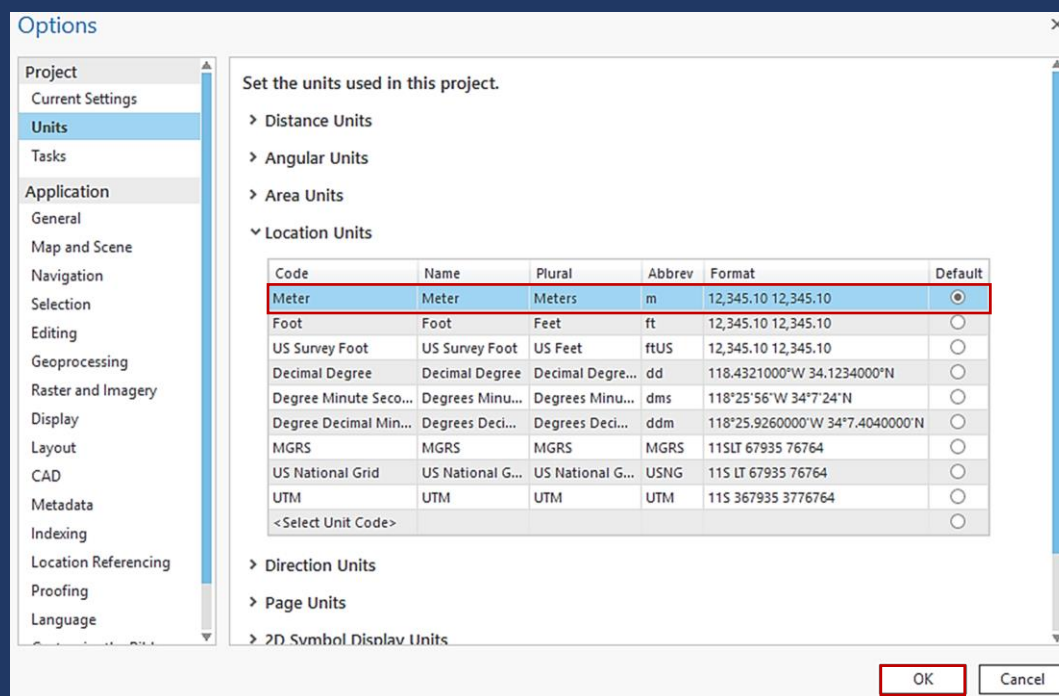 Options
Project
Current Settings
Units
Tasks
Application
General
Map and Scene
Navigation
Selection
Editing
Geoprocessing
Raster and Imagery
Display
Layout
CAD
Metadata
Indexing
Location Referencing
Proofing
Language
Set the units used in this project.
Distance Units
Angular Units
Area Units
Location Units
Code Name Plural Abbrev Format Default
Meter Meter Meters m 12,345.10 12,345.10
Foot Foot Feet ft 12,345.10 12,345.10
US Survey Foot US Survey Foot US Feet ftUS 12,345.10 12,345.10
Decimal Degree Decimal Degree Decimal Degre... dd 118.4321000°W 34.1234000°N
Degree Minute Seco... Degrees Minu... Degrees Minu... dms 118°25'56"W 34°7'24"N
Degree Decimal Min... Degrees Deci... Degrees Deci... ddm 118°25.9260000'W 34°7.4040000'N
MGRS MGRS MGRS MGRS 11SLT 67935 76764
US National Grid US National G... US National G... USNG 11S LT 67935 76764
UTM UTM UTM UTM 11S 367935 3776764
<Select Unit Code>
Direction Units
Page Units
2D Symbol Display Units
OK Cancel